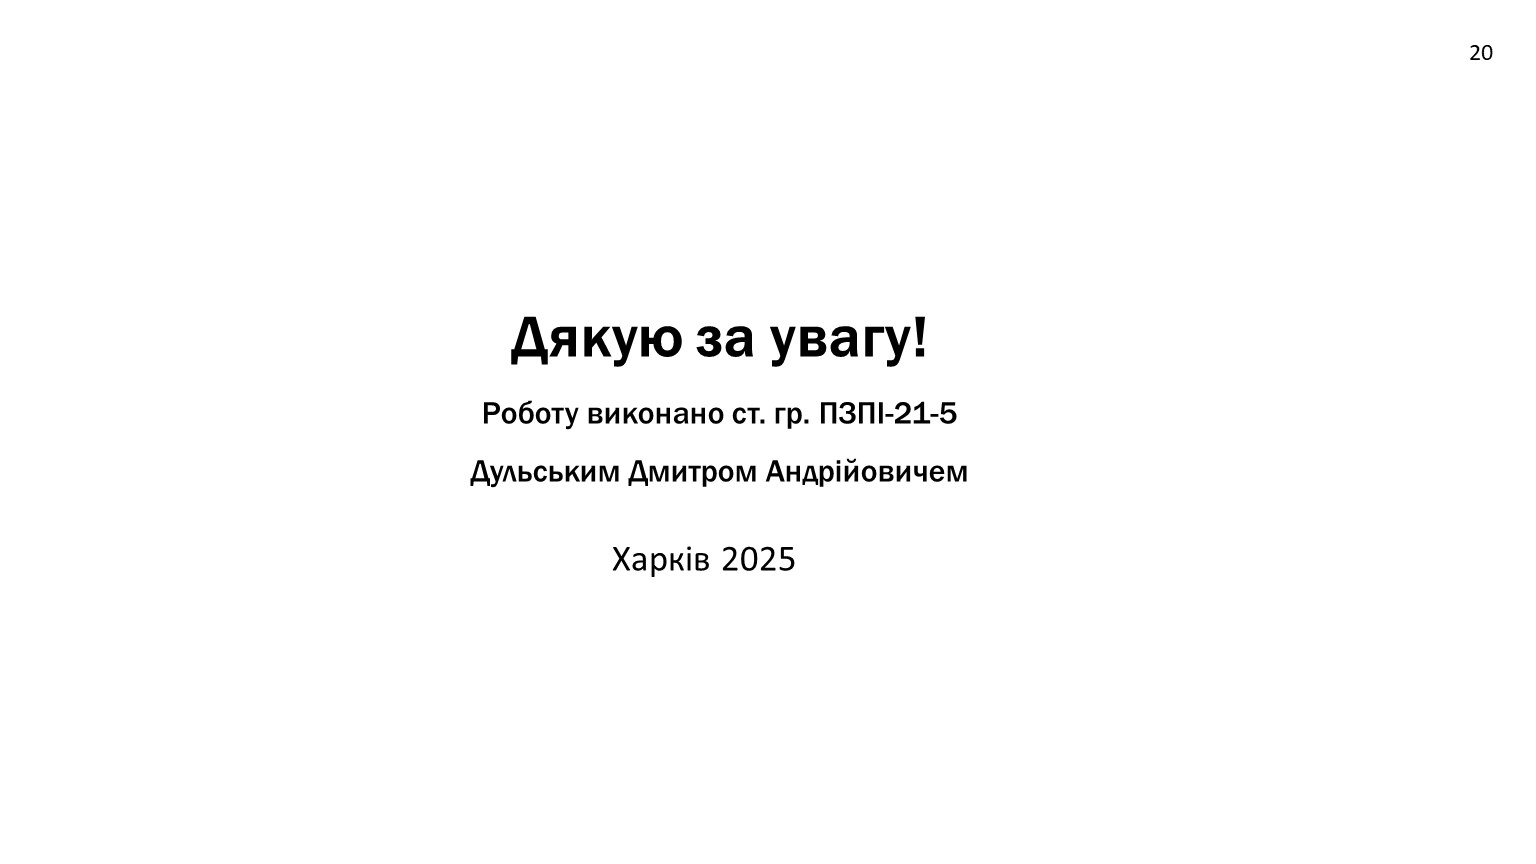 20
Дякую за увагу!
Роботу виконано ст. гр. ПЗПІ-21-5
Дульським Дмитром Андрійовичем
Харків 2025